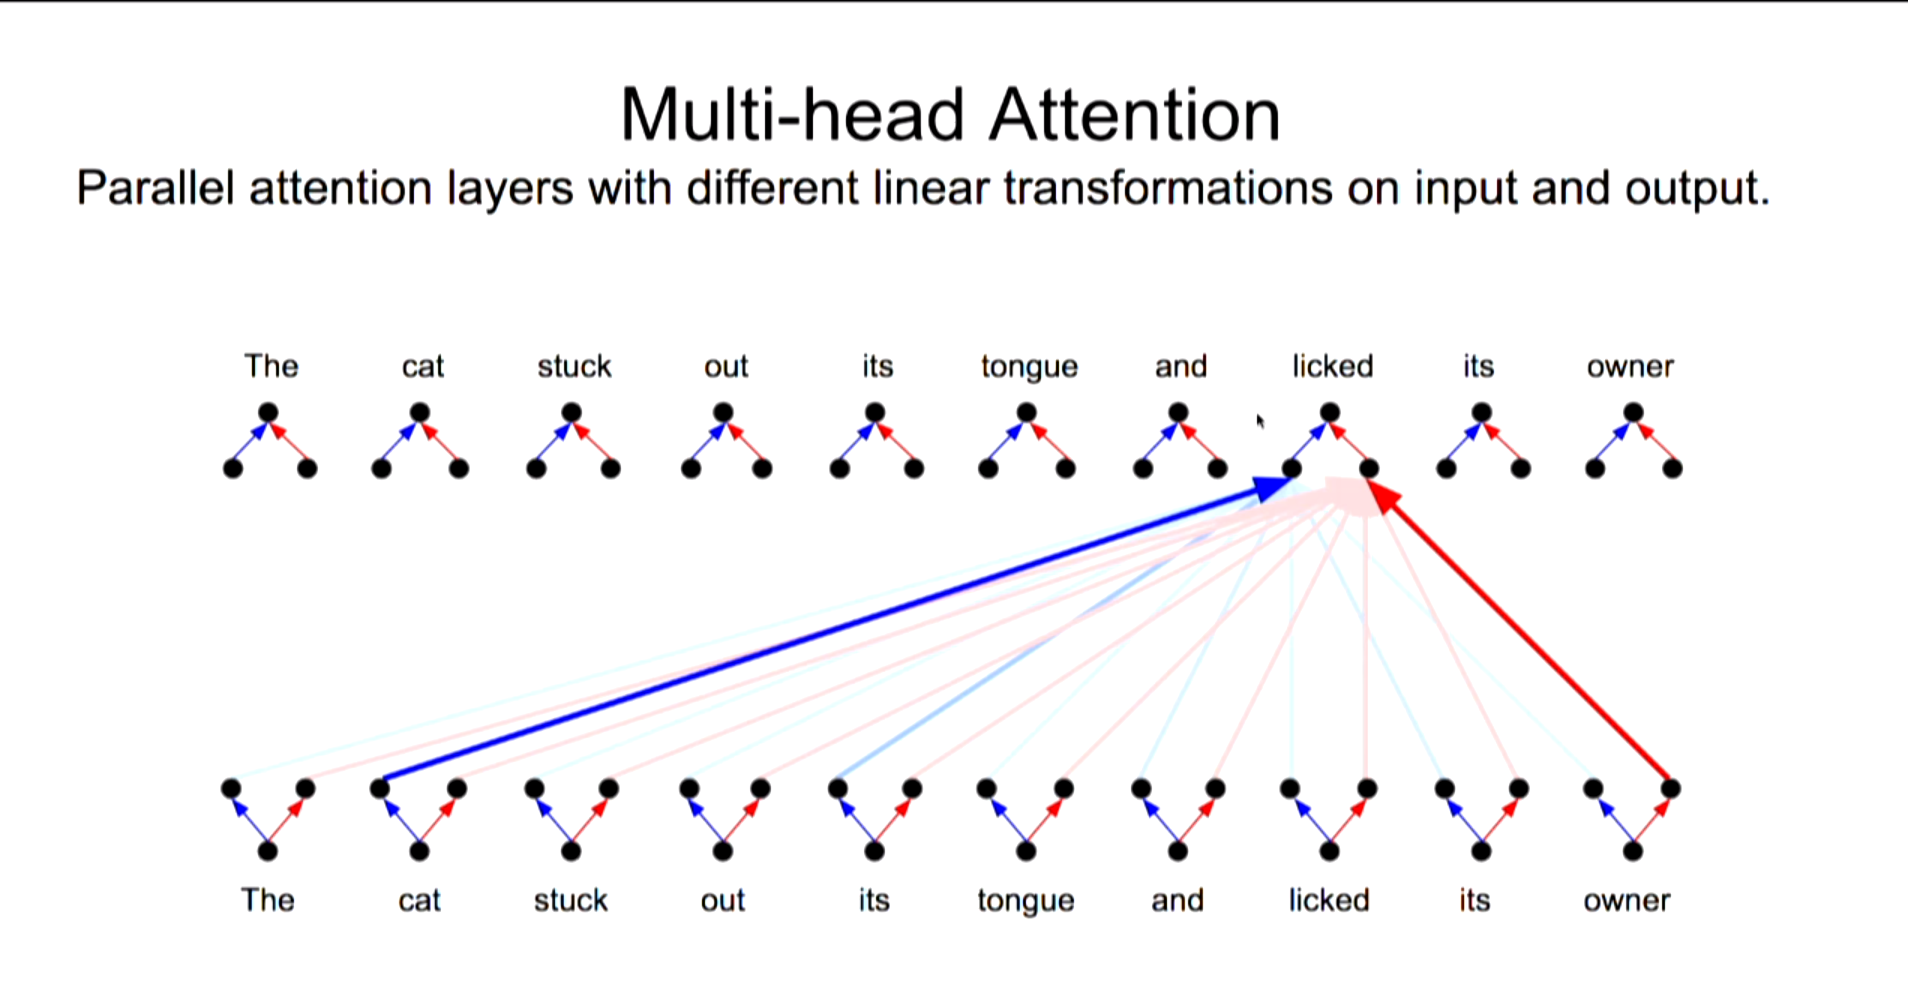 Multi-head Attention
Parallel attention layers with different linear transformations on input and output.
The cat stuck out its tongue and licked its owner
The cat stuck out its tongue and licked its owner